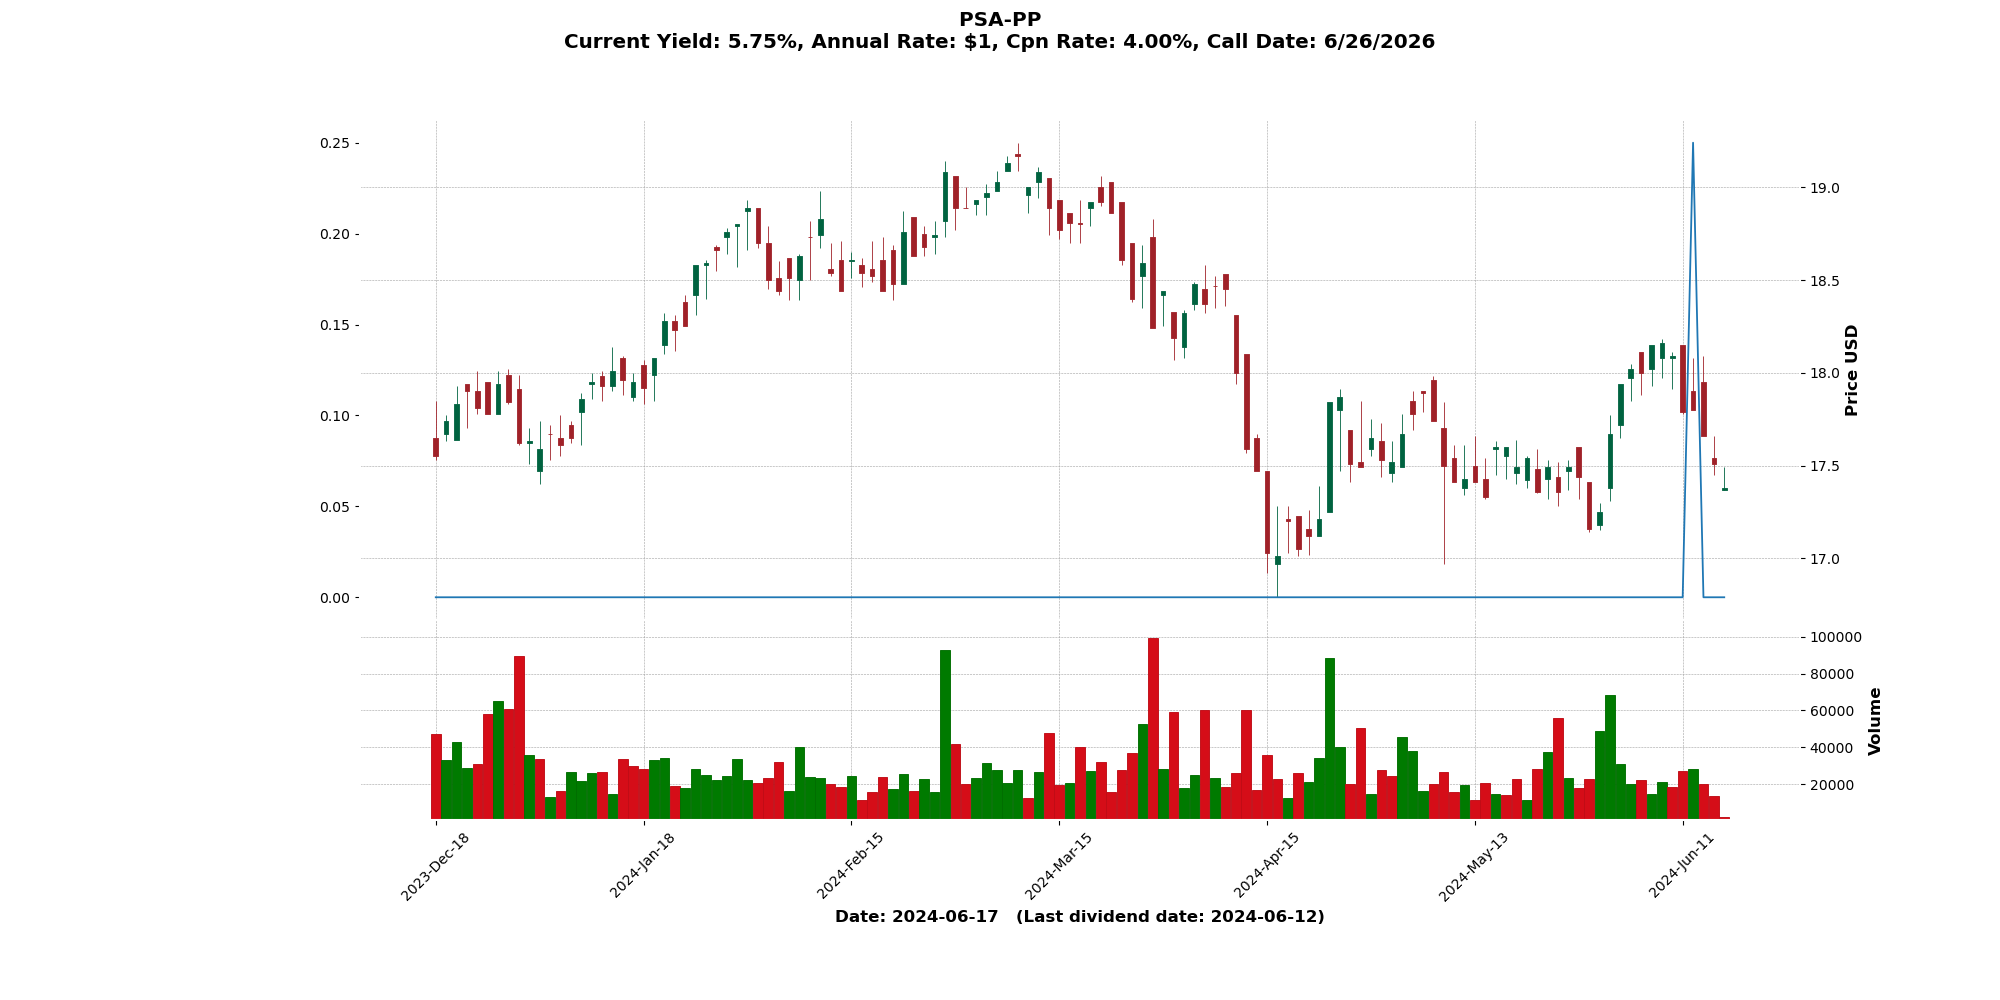 PSA-PP
Current Yield: 5.75%, Annual Rate: $1, Cpn Rate: 4.00%, Call Date: 6/26/2026
0.25
0.20
0.15
0.10
0.05
0.00
19.0
18.5
18.0
17.5
17.0
Price USD
100000
80000
60000
40000
20000
Volume
2023-Dec-18
2024-Jan-18
2024-Feb-15
2024-Mar-15
2024-Apr-15
2024-May-13
2024-Jun-11
Date: 2024-06-17 (Last dividend date: 2024-06-12)